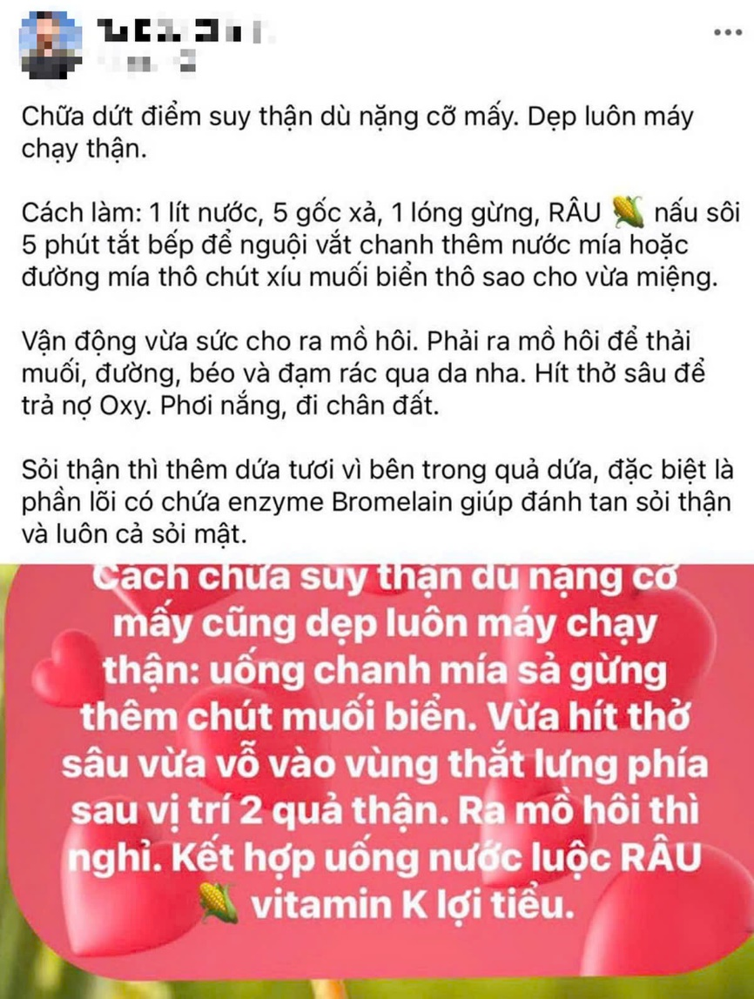 Chữa dứt điểm suy thận dù nặng cỡ mấy. Dẹp luôn máy
chạy thận.
Cách làm: 1 lít nước, 5 gốc xả, 1 lóng gừng, RÂU 🌽 nấu sôi
5 phút tắt bếp để nguội vắt chanh thêm nước mía hoặc
đường mía thô chút xíu muối biển thô sao cho vừa miệng.
Vận động vừa sức cho ra mồ hôi. Phải ra mồ hôi để thải
muối, đường, béo và đạm rác qua da nha. Hít thở sâu để
trả nợ Oxy. Phơi nắng, đi chân đất.
Sỏi thận thì thêm dứa tươi vì bên trong quả dứa, đặc biệt là
phần lõi có chứa enzyme Bromelain giúp đánh tan sỏi thận
và luôn cả sỏi mật.
Cách chữa suy thận dù nặng cỡ
mấy cũng dẹp luôn máy chạy
thận: uống chanh mía sả gừng
thêm chút muối biển. Vừa hít thở
sâu vừa vỗ vào vùng thắt lưng phía
sau vị trí 2 quả thận. Ra mồ hôi thì
nghỉ. Kết hợp uống nước luộc RÂU
🌽 vitamin K lợi tiểu.